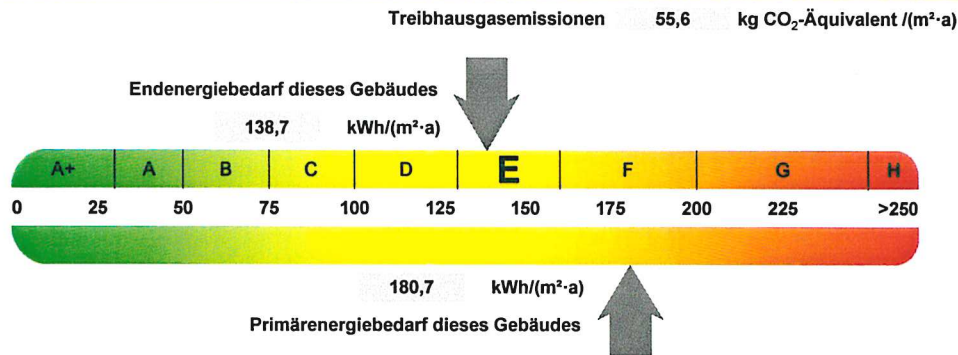 Treibhausgasemissionen 55,6 kg CO₂-Äquivalent /(m²·a)
Endenergiebedarf dieses Gebäudes
138,7 kWh/(m²·a)
A+ A B C D E F G H
0 25 50 75 100 125 150 175 200 225 >250
180,7 kWh/(m²·a)
Primärenergiebedarf dieses Gebäudes